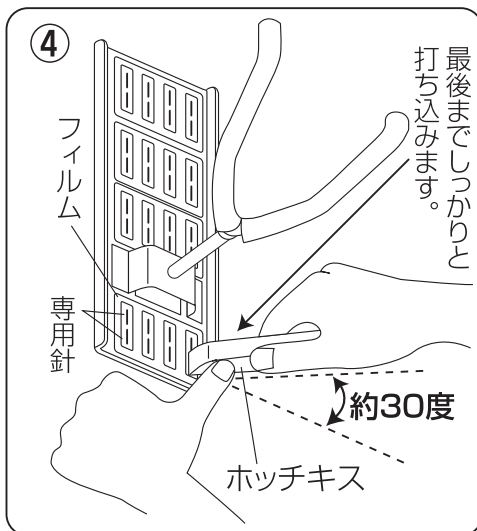 ④
最後までしっかりと
打ち込みます。
フィルム
専用針
約30度
ホッチキス